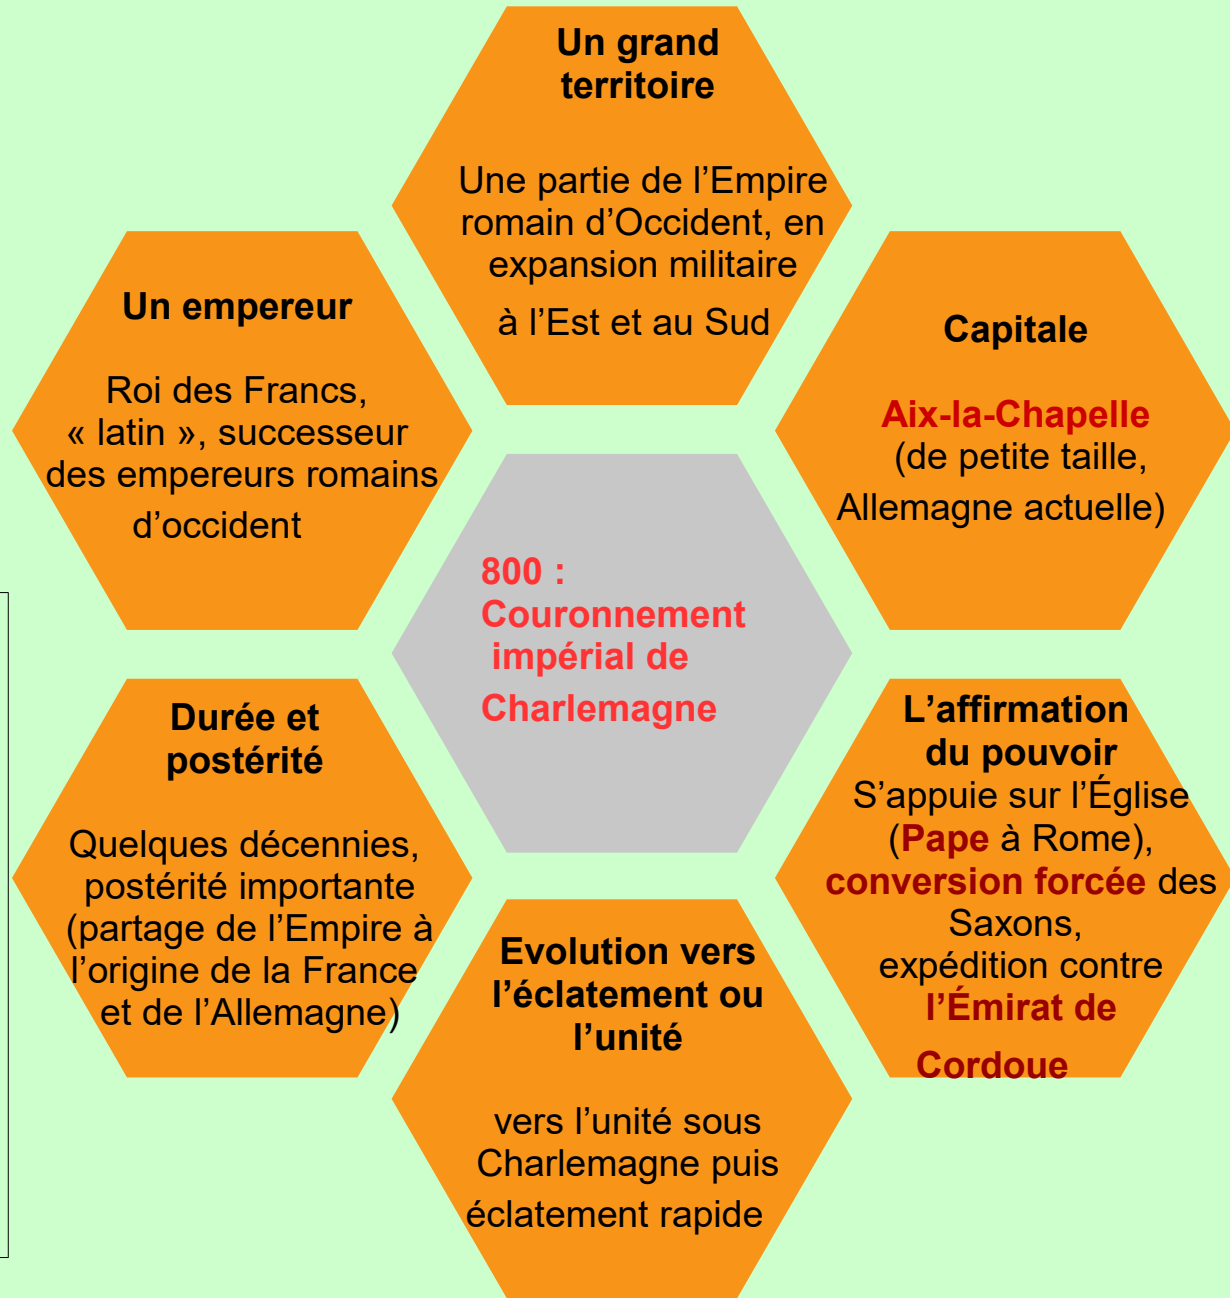 Un grand
territoire
Une partie de l’Empire
romain d’Occident, en
expansion militaire
à l’Est et au Sud
Un empereur
Roi des Francs,
« latin », successeur
des empereurs romains
d’occident
Capitale
Aix-la-Chapelle
(de petite taille,
Allemagne actuelle)
800 :
Couronnement
impérial de
Charlemagne
Durée et
postérité
Quelques décennies,
postérité importante
(partage de l’Empire à
l’origine de la France
et de l’Allemagne)
L’affirmation
du pouvoir
S’appuie sur l’Église
(Pape à Rome),
conversion forcée des
Saxons,
expédition contre
l’Émirat de
Cordoue
Evolution vers
l’éclatement ou
l’unité
vers l’unité sous
Charlemagne puis
éclatement rapide